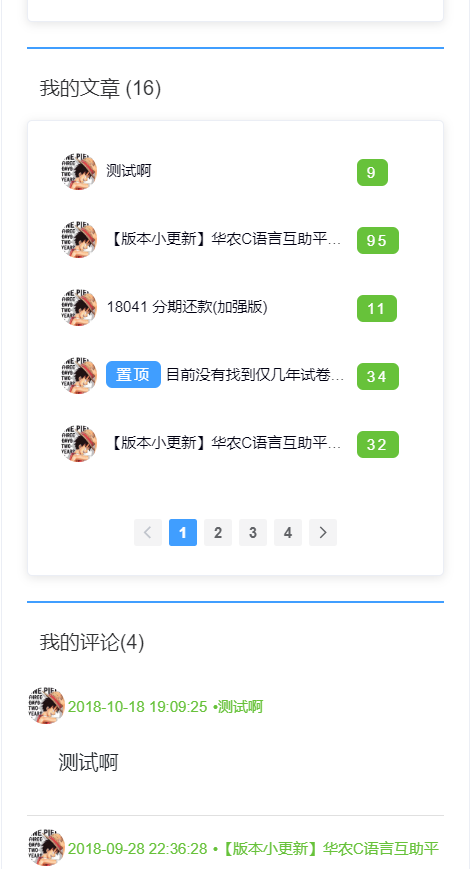 我的文章 (16)
测试啊 9
【版本小更新】华农C语言互助平... 95
18041 分期还款(加强版) 11
置顶 目前没有找到仅几年试卷... 34
【版本小更新】华农C语言互助平... 32
1 2 3 4
我的评论(4)
2018-10-18 19:09:25 •测试啊
测试啊
2018-09-28 22:36:28 •【版本小更新】华农C语言互助平